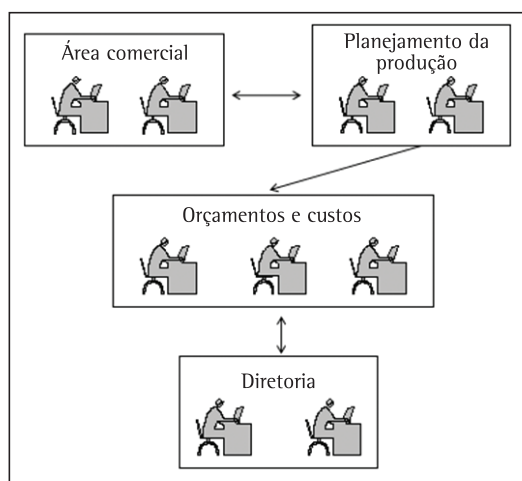 Área comercial
Planejamento da
produção
Orçamentos e custos
Diretoria